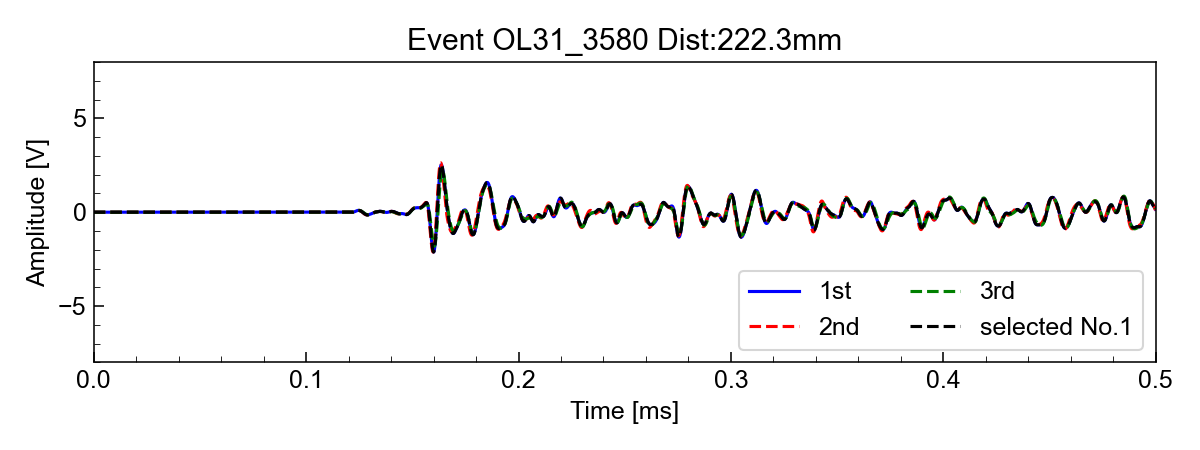 Event OL31_3580 Dist:222.3mm
Amplitude [V]
5
0
−5
1st
2nd
3rd
selected No.1
0.0 0.1 0.2 0.3 0.4 0.5
Time [ms]